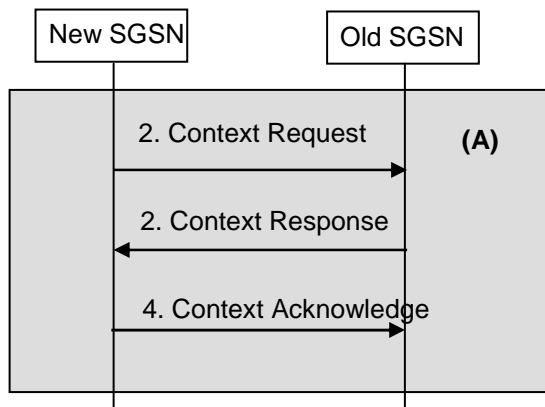 New SGSN
Old SGSN
2. Context Request
(A)
2. Context Response
4. Context Acknowledge